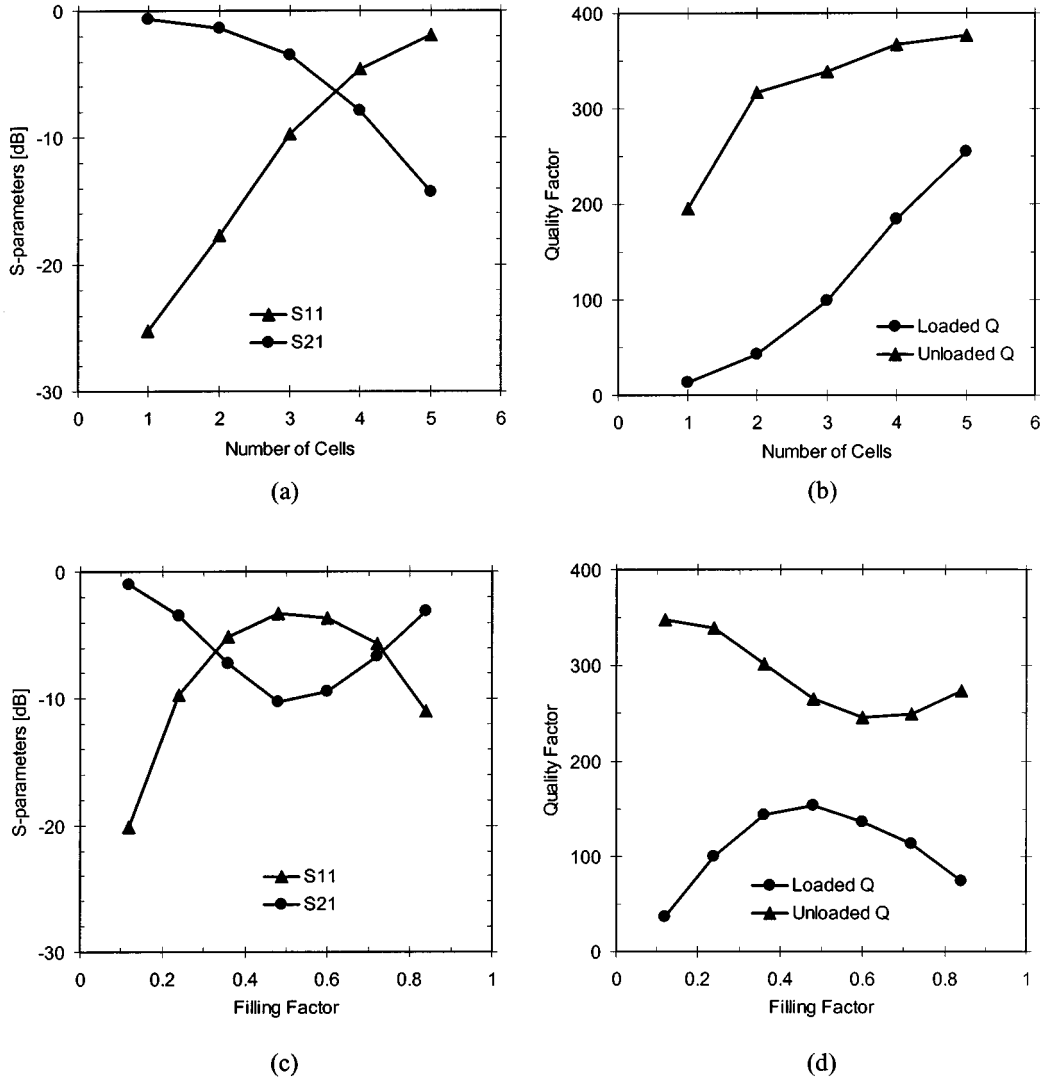 0
-10
-20
-30
S-parameters [dB]
S11
S21
0 1 2 3 4 5 6
Number of Cells
(a)
400
300
200
100
0
Quality Factor
Loaded Q
Unloaded Q
0 1 2 3 4 5 6
Number of Cells
(b)
0
-10
-20
-30
S-parameters [dB]
S11
S21
0 0.2 0.4 0.6 0.8 1
Filling Factor
(c)
400
300
200
100
0
Quality Factor
Loaded Q
Unloaded Q
0 0.2 0.4 0.6 0.8 1
Filling Factor
(d)